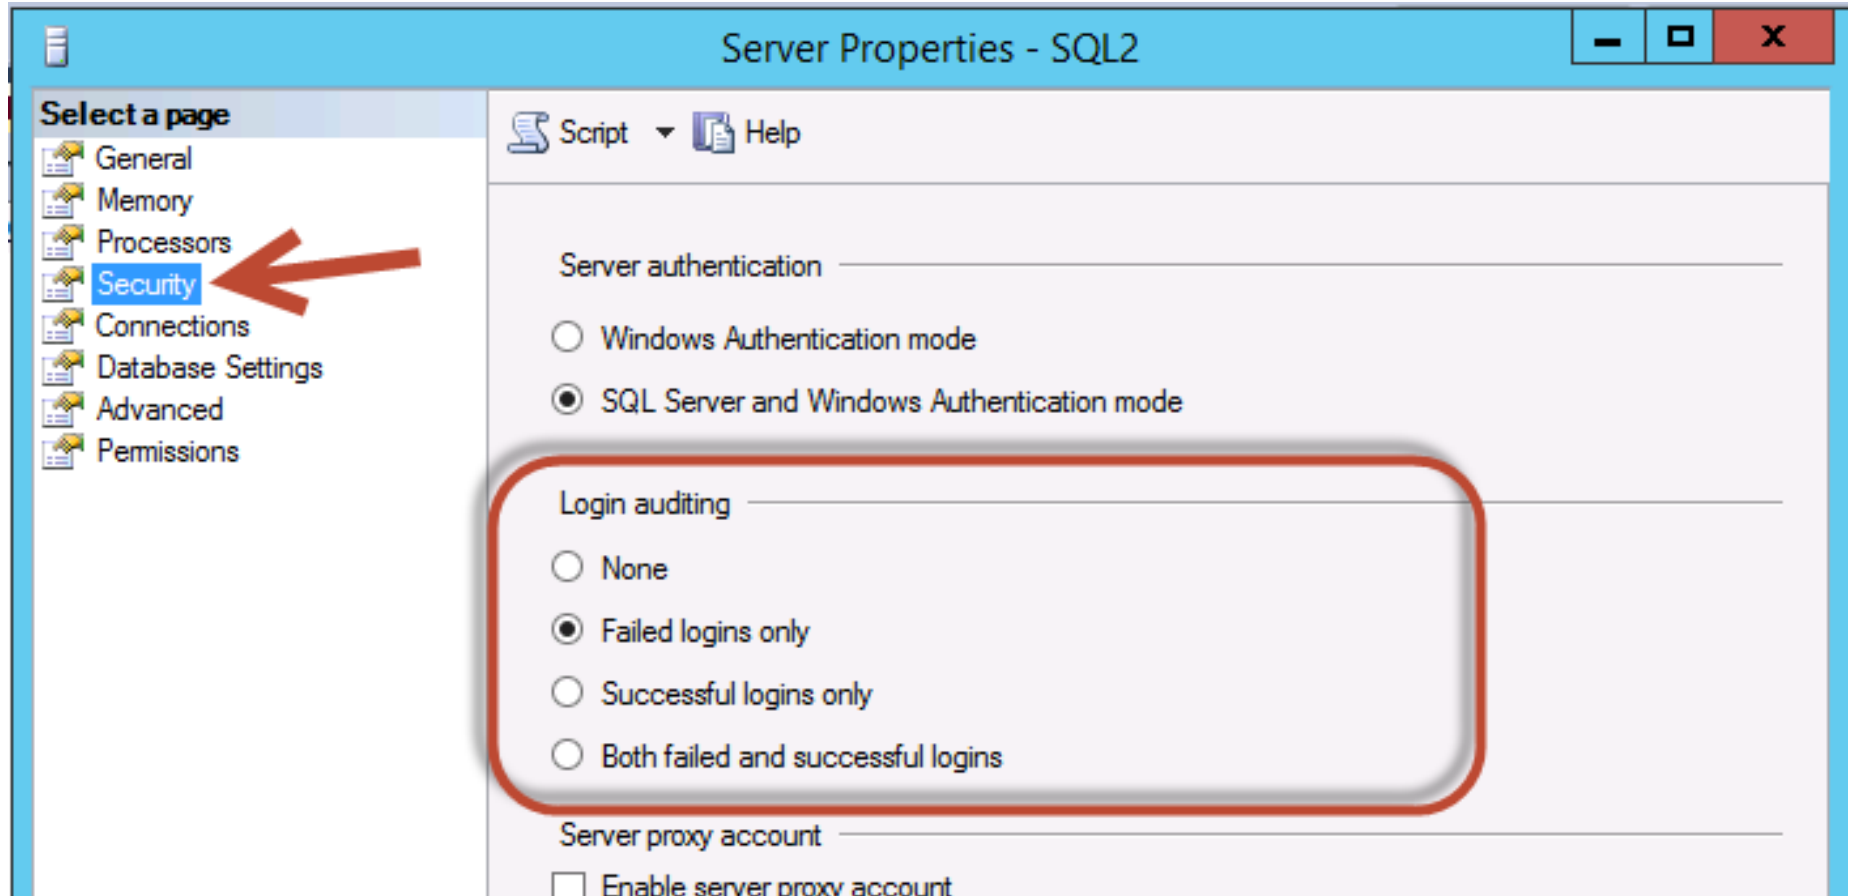 Server Properties - SQL2
Select a page
General
Memory
Processors
Security
Connections
Database Settings
Advanced
Permissions
Script
Help
Server authentication
Windows Authentication mode
SQL Server and Windows Authentication mode
Login auditing
None
Failed logins only
Successful logins only
Both failed and successful logins
Server proxy account
Enable server proxy account